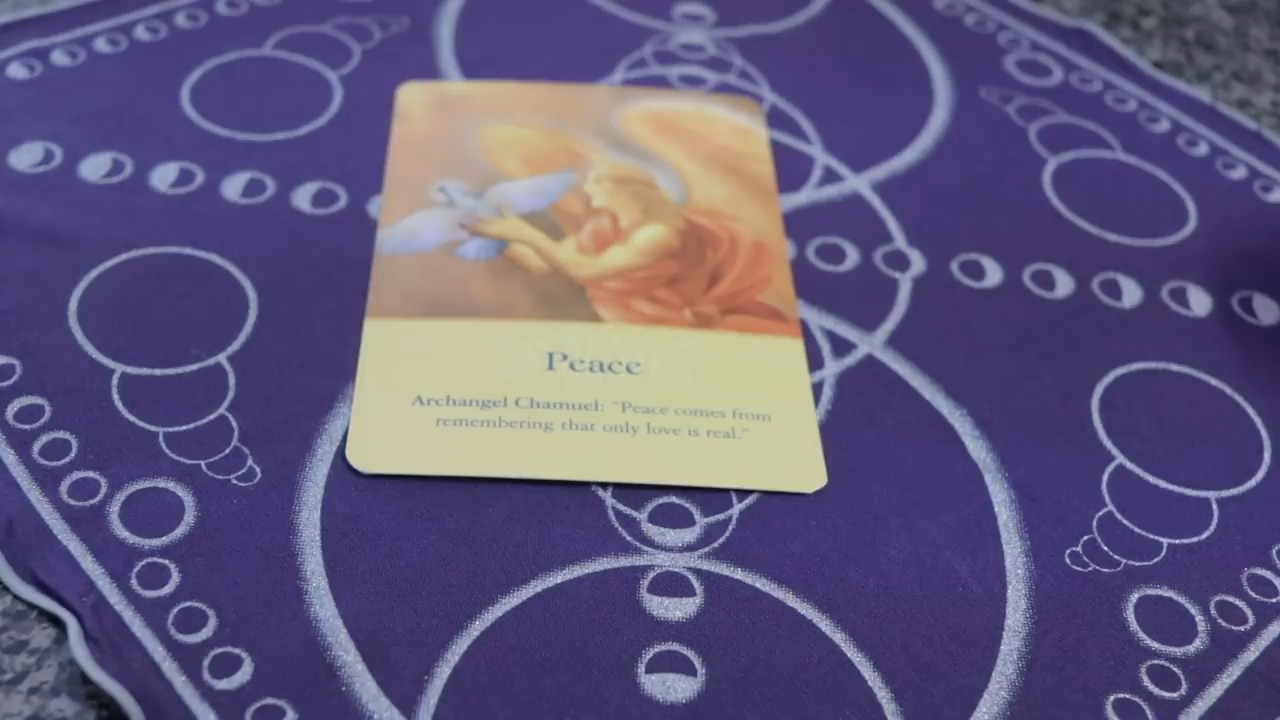 Peace
Archangel Chamuel: "Peace comes from
remembering that only love is real."